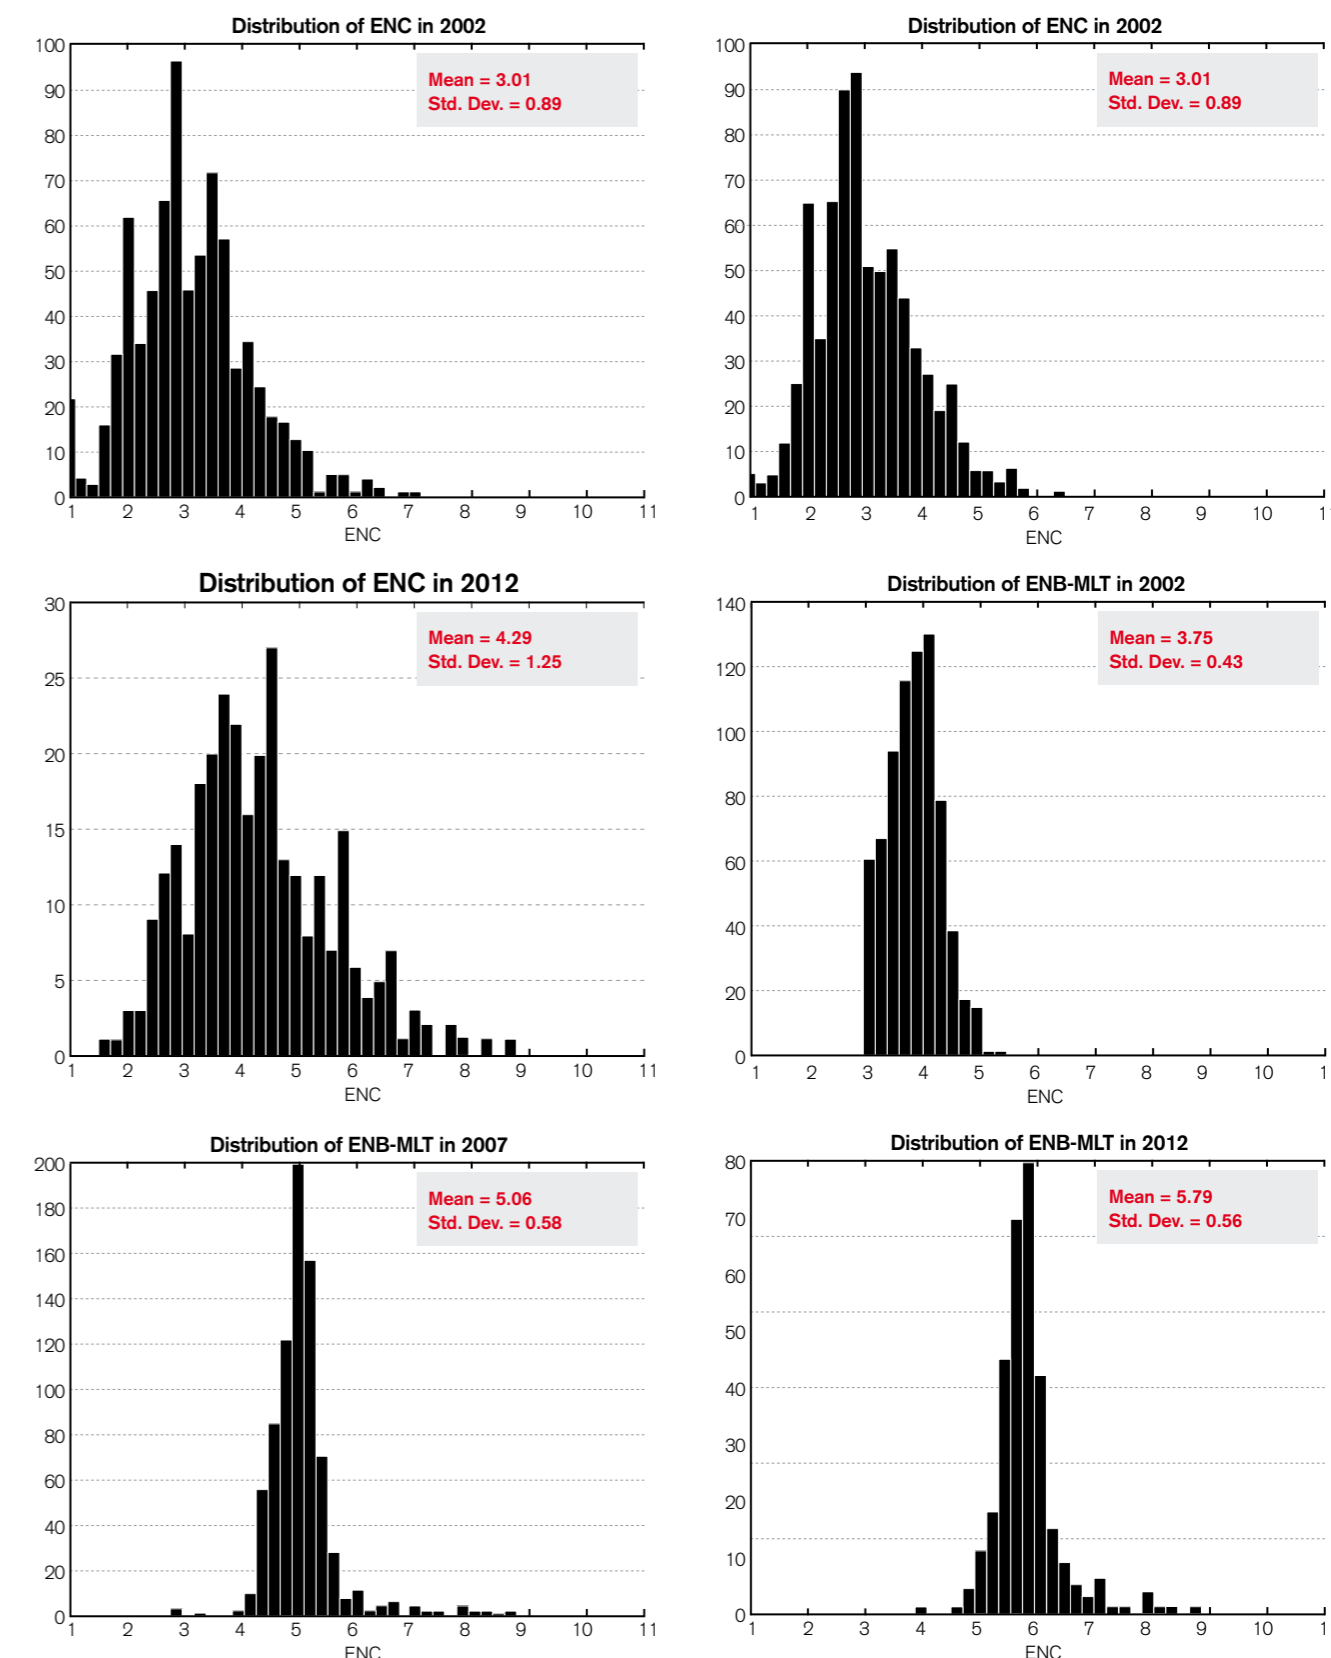 Distribution of ENC in 2002
Mean = 3.01
Std. Dev. = 0.89
100
90
80
70
60
50
40
30
20
10
0
1 2 3 4 5 6 7 8 9 10 11
ENC
Distribution of ENC in 2002
Mean = 3.01
Std. Dev. = 0.89
100
90
80
70
60
50
40
30
20
10
0
1 2 3 4 5 6 7 8 9 10 1
ENC
Distribution of ENC in 2012
Mean = 4.29
Std. Dev. = 1.25
30
25
20
15
10
5
0
1 2 3 4 5 6 7 8 9 10 11
ENC
Distribution of ENB-MLT in 2002
Mean = 3.75
Std. Dev. = 0.43
140
120
100
80
60
40
20
0
1 2 3 4 5 6 7 8 9 10 1
ENC
Distribution of ENB-MLT in 2007
Mean = 5.06
Std. Dev. = 0.58
200
180
160
140
120
100
80
60
40
20
0
1 2 3 4 5 6 7 8 9 10 11
ENC
Distribution of ENB-MLT in 2012
Mean = 5.79
Std. Dev. = 0.56
80
70
60
50
40
30
20
10
0
1 2 3 4 5 6 7 8 9 10 1
ENC